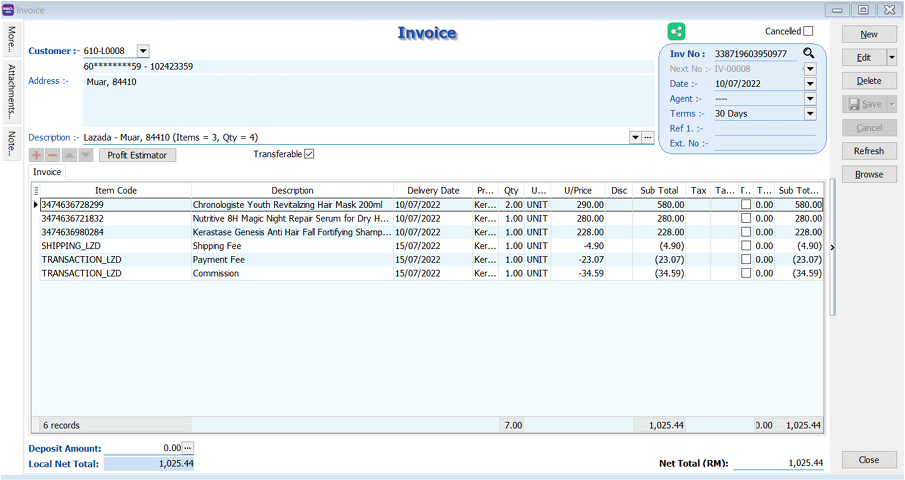 Invoice
More...
Attachments...
Note...
Invoice
Cancelled
Customer :- 610-L0008
60********59 - 102423359
Address :- Muar, 84410
Description :- Lazada - Muar, 84410 (Items = 3, Qty = 4)
Inv No : 338719603950977
Next No :- IV-00008
Date :- 10/07/2022
Agent :- ----
Terms :- 30 Days
Ref 1. :-
Ext. No :-
New
Edit
Delete
Save
Cancel
Refresh
Browse
Profit Estimator Transferable
Invoice
Item Code Description Delivery Date Pr... Qty U... U/Price Disc Sub Total Tax Ta... T... Sub Tot...
3474636728299 Chronologiste Youth Revitalizing Hair Mask 200ml 10/07/2022 Ker... 2.00 UNIT 290.00 580.00 0.00 580.00
3474636721832 Nutritive 8H Magic Night Repair Serum for Dry H... 10/07/2022 Ker... 1.00 UNIT 280.00 280.00 0.00 280.00
3474636980284 Kerastase Genesis Anti Hair Fall Fortifying Shamp... 10/07/2022 Ker... 1.00 UNIT 228.00 228.00 0.00 228.00
SHIPPING_LZD Shipping Fee 15/07/2022 Ker... 1.00 UNIT -4.90 (4.90) 0.00 (4.90)
TRANSACTION_LZD Payment Fee 15/07/2022 Ker... 1.00 UNIT -23.07 (23.07) 0.00 (23.07)
TRANSACTION_LZD Commission 15/07/2022 Ker... 1.00 UNIT -34.59 (34.59) 0.00 (34.59)
6 records 7.00 1,025.44 0.00 1,025.44
Deposit Amount: 0.00
Local Net Total: 1,025.44
Net Total (RM): 1,025.44
Close